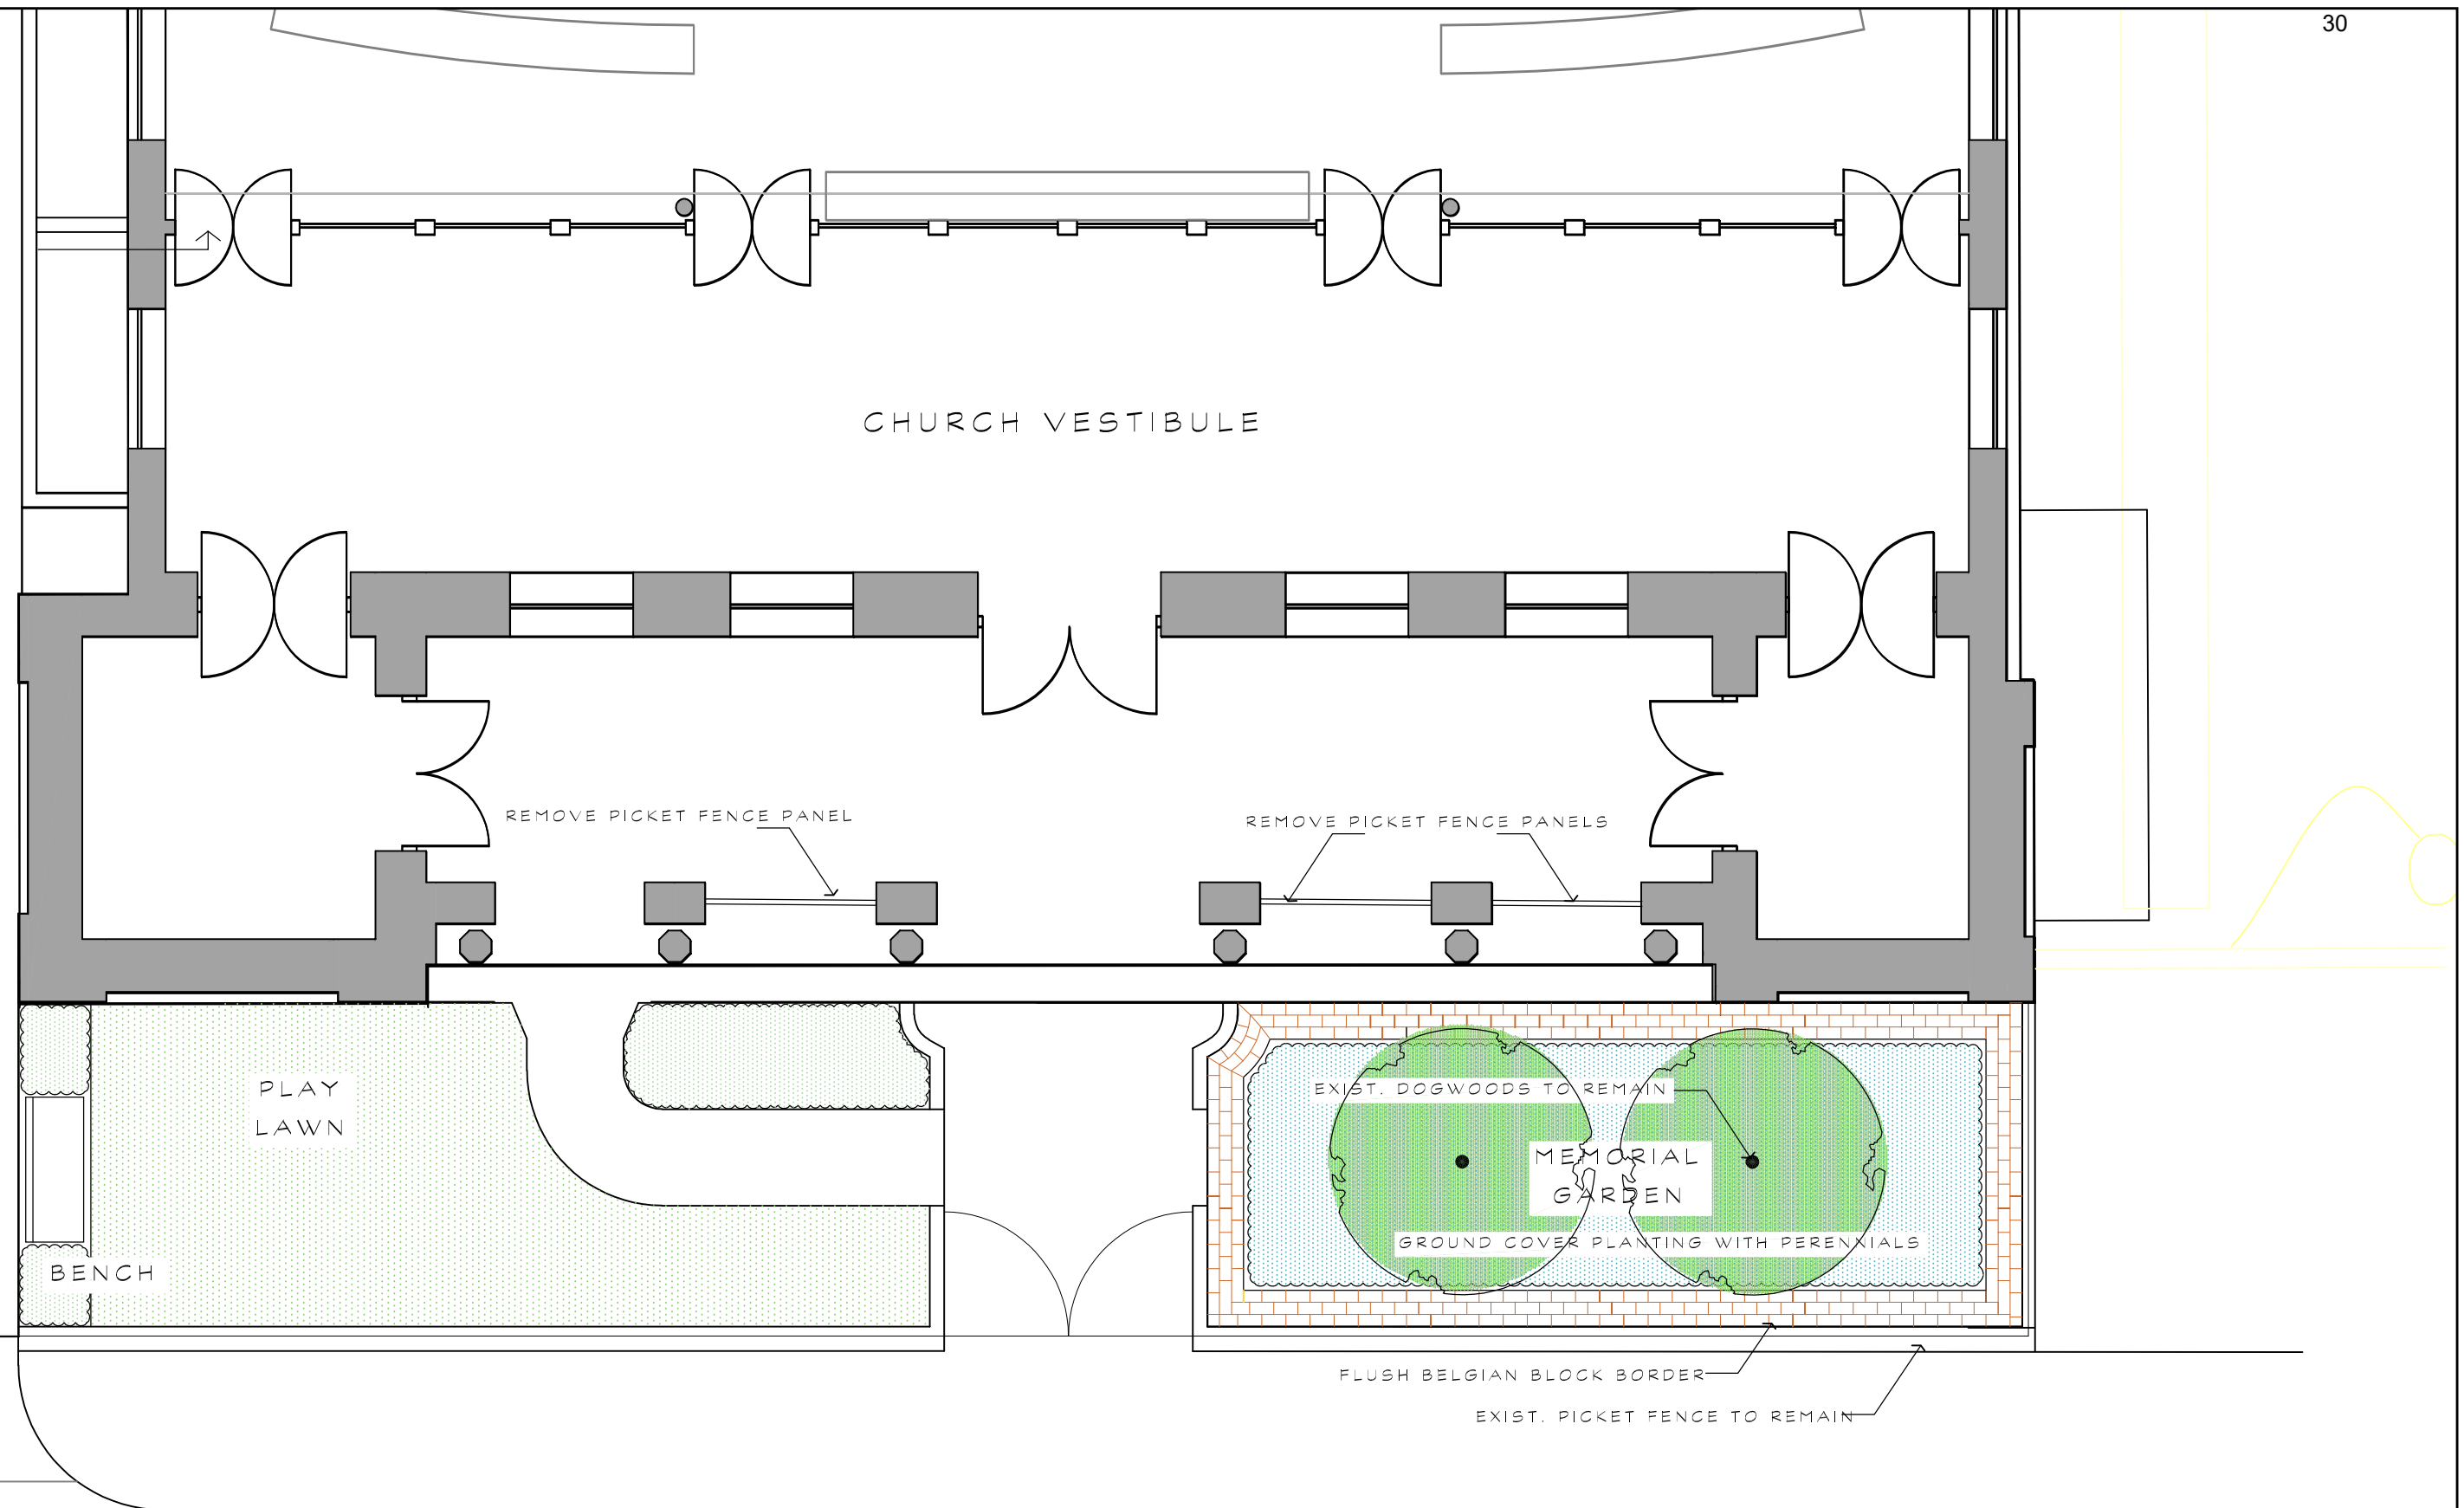 30
CHURCH VESTIBULE
REMOVE PICKET FENCE PANEL
REMOVE PICKET FENCE PANELS
PLAY
LAWN
EXIST. DOGWOODS TO REMAIN
MEMORIAL
GARDEN
GROUND COVER PLANTING WITH PERENNIALS
BENCH
FLUSH BELGIAN BLOCK BORDER
EXIST. PICKET FENCE TO REMAIN